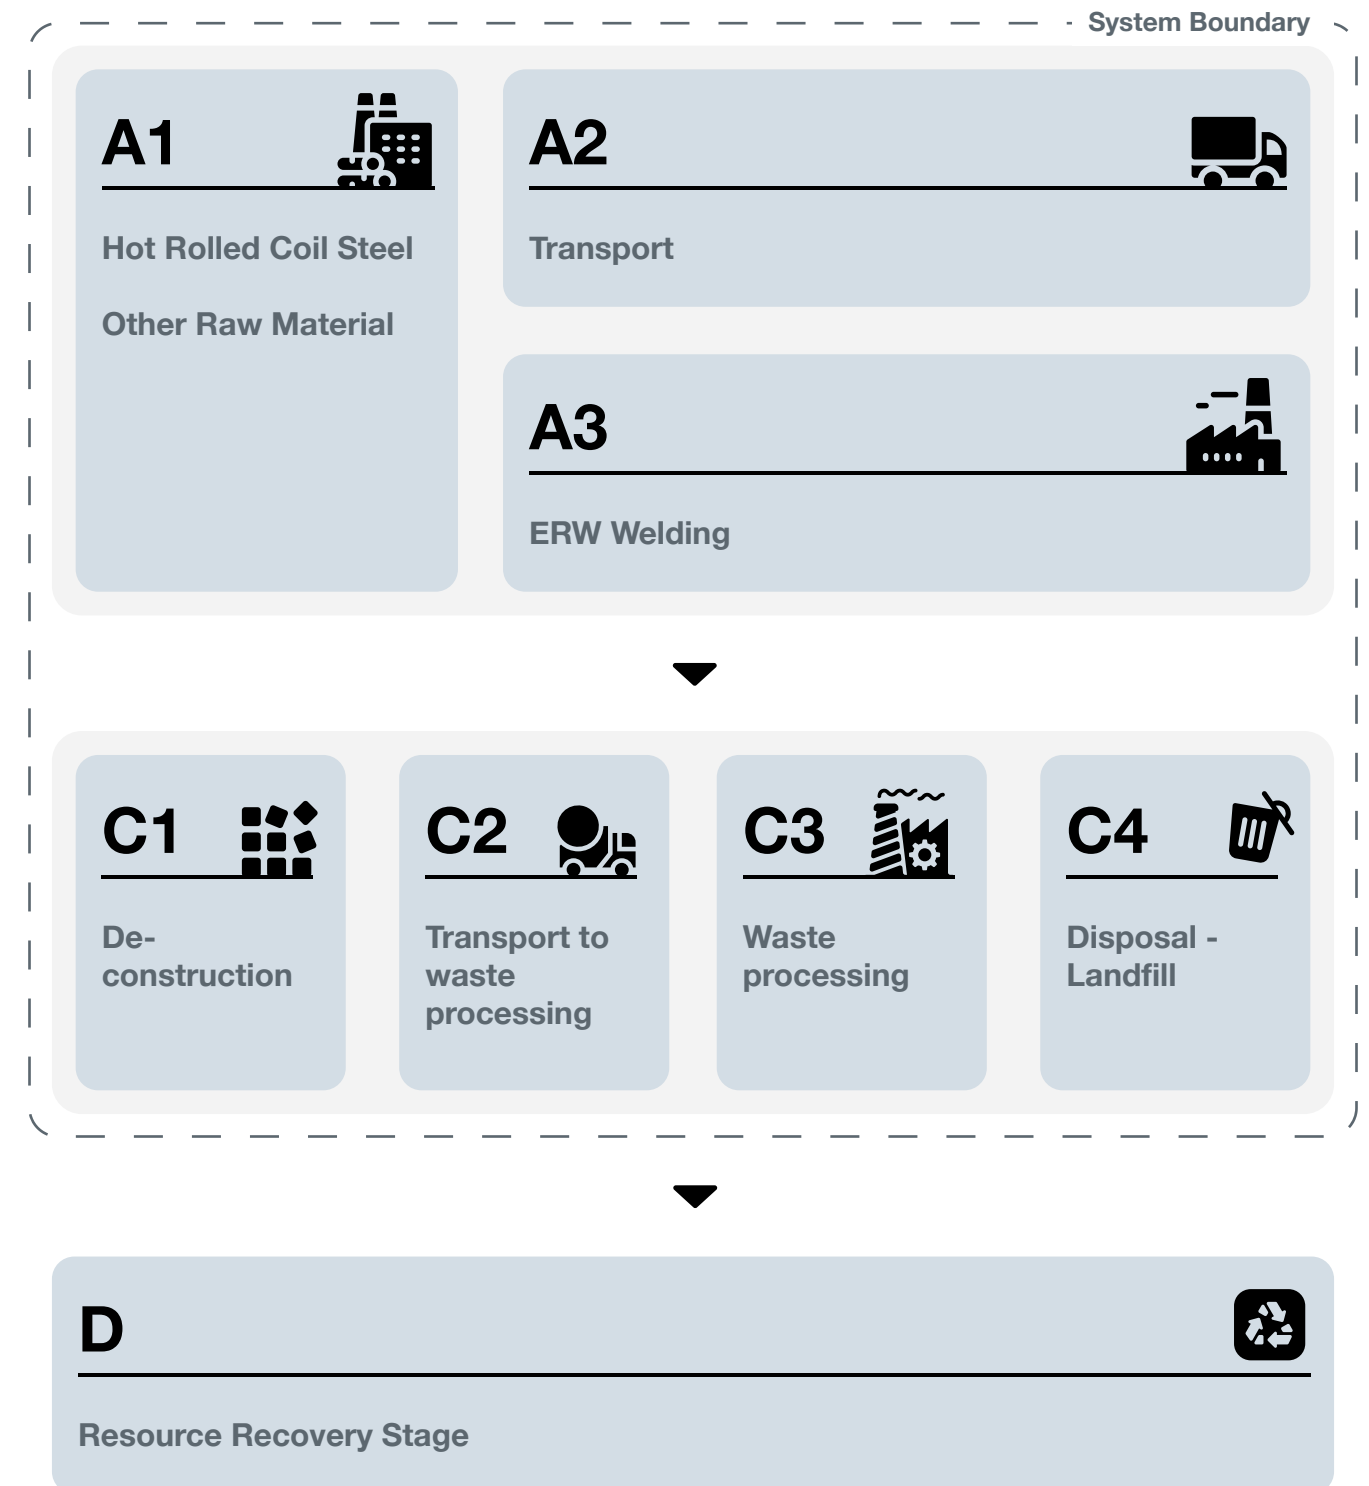 System Boundary
A1
Hot Rolled Coil Steel
Other Raw Material
A2
Transport
A3
ERW Welding
C1
De-
construction
C2
Transport to
waste
processing
C3
Waste
processing
C4
Disposal -
Landfill
D
Resource Recovery Stage